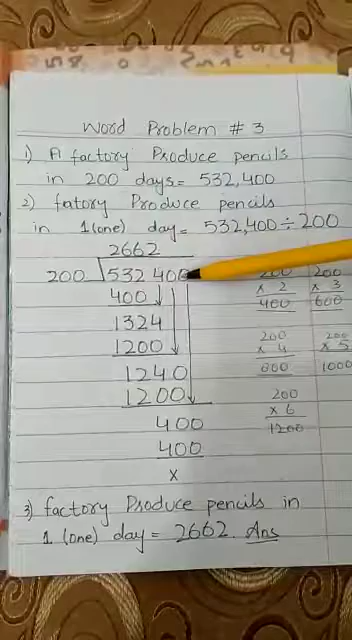 Word Problem # 3
1) A factory Produce pencils
in 200 days = 532,400
2) fatory Produce pencils
in 1(one) day = 532,400 ÷ 200
2662
200 532 400
400
1324
1200
1240
1200
400
400
x
200
x 2
400
200
x 3
600
200
x 4
800
200
x 5
1000
200
x 6
1200
3) factory Produce pencils in
1 (one) day = 2662 Ans